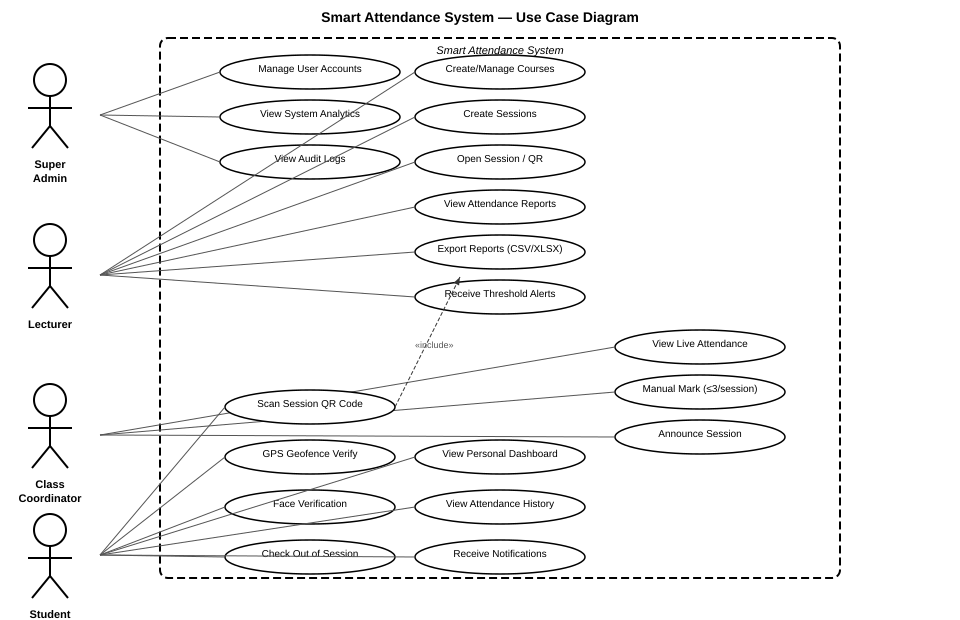 Smart Attendance System — Use Case Diagram
Smart Attendance System
Manage User Accounts
Create/Manage Courses
View System Analytics
Create Sessions
View Audit Logs
Open Session / QR
Super
Admin
View Attendance Reports
Export Reports (CSV/XLSX)
Receive Threshold Alerts
Lecturer
«include»
View Live Attendance
Manual Mark (≤3/session)
Scan Session QR Code
Announce Session
GPS Geofence Verify
View Personal Dashboard
Class
Coordinator
Face Verification
View Attendance History
Check Out of Session
Receive Notifications
Student